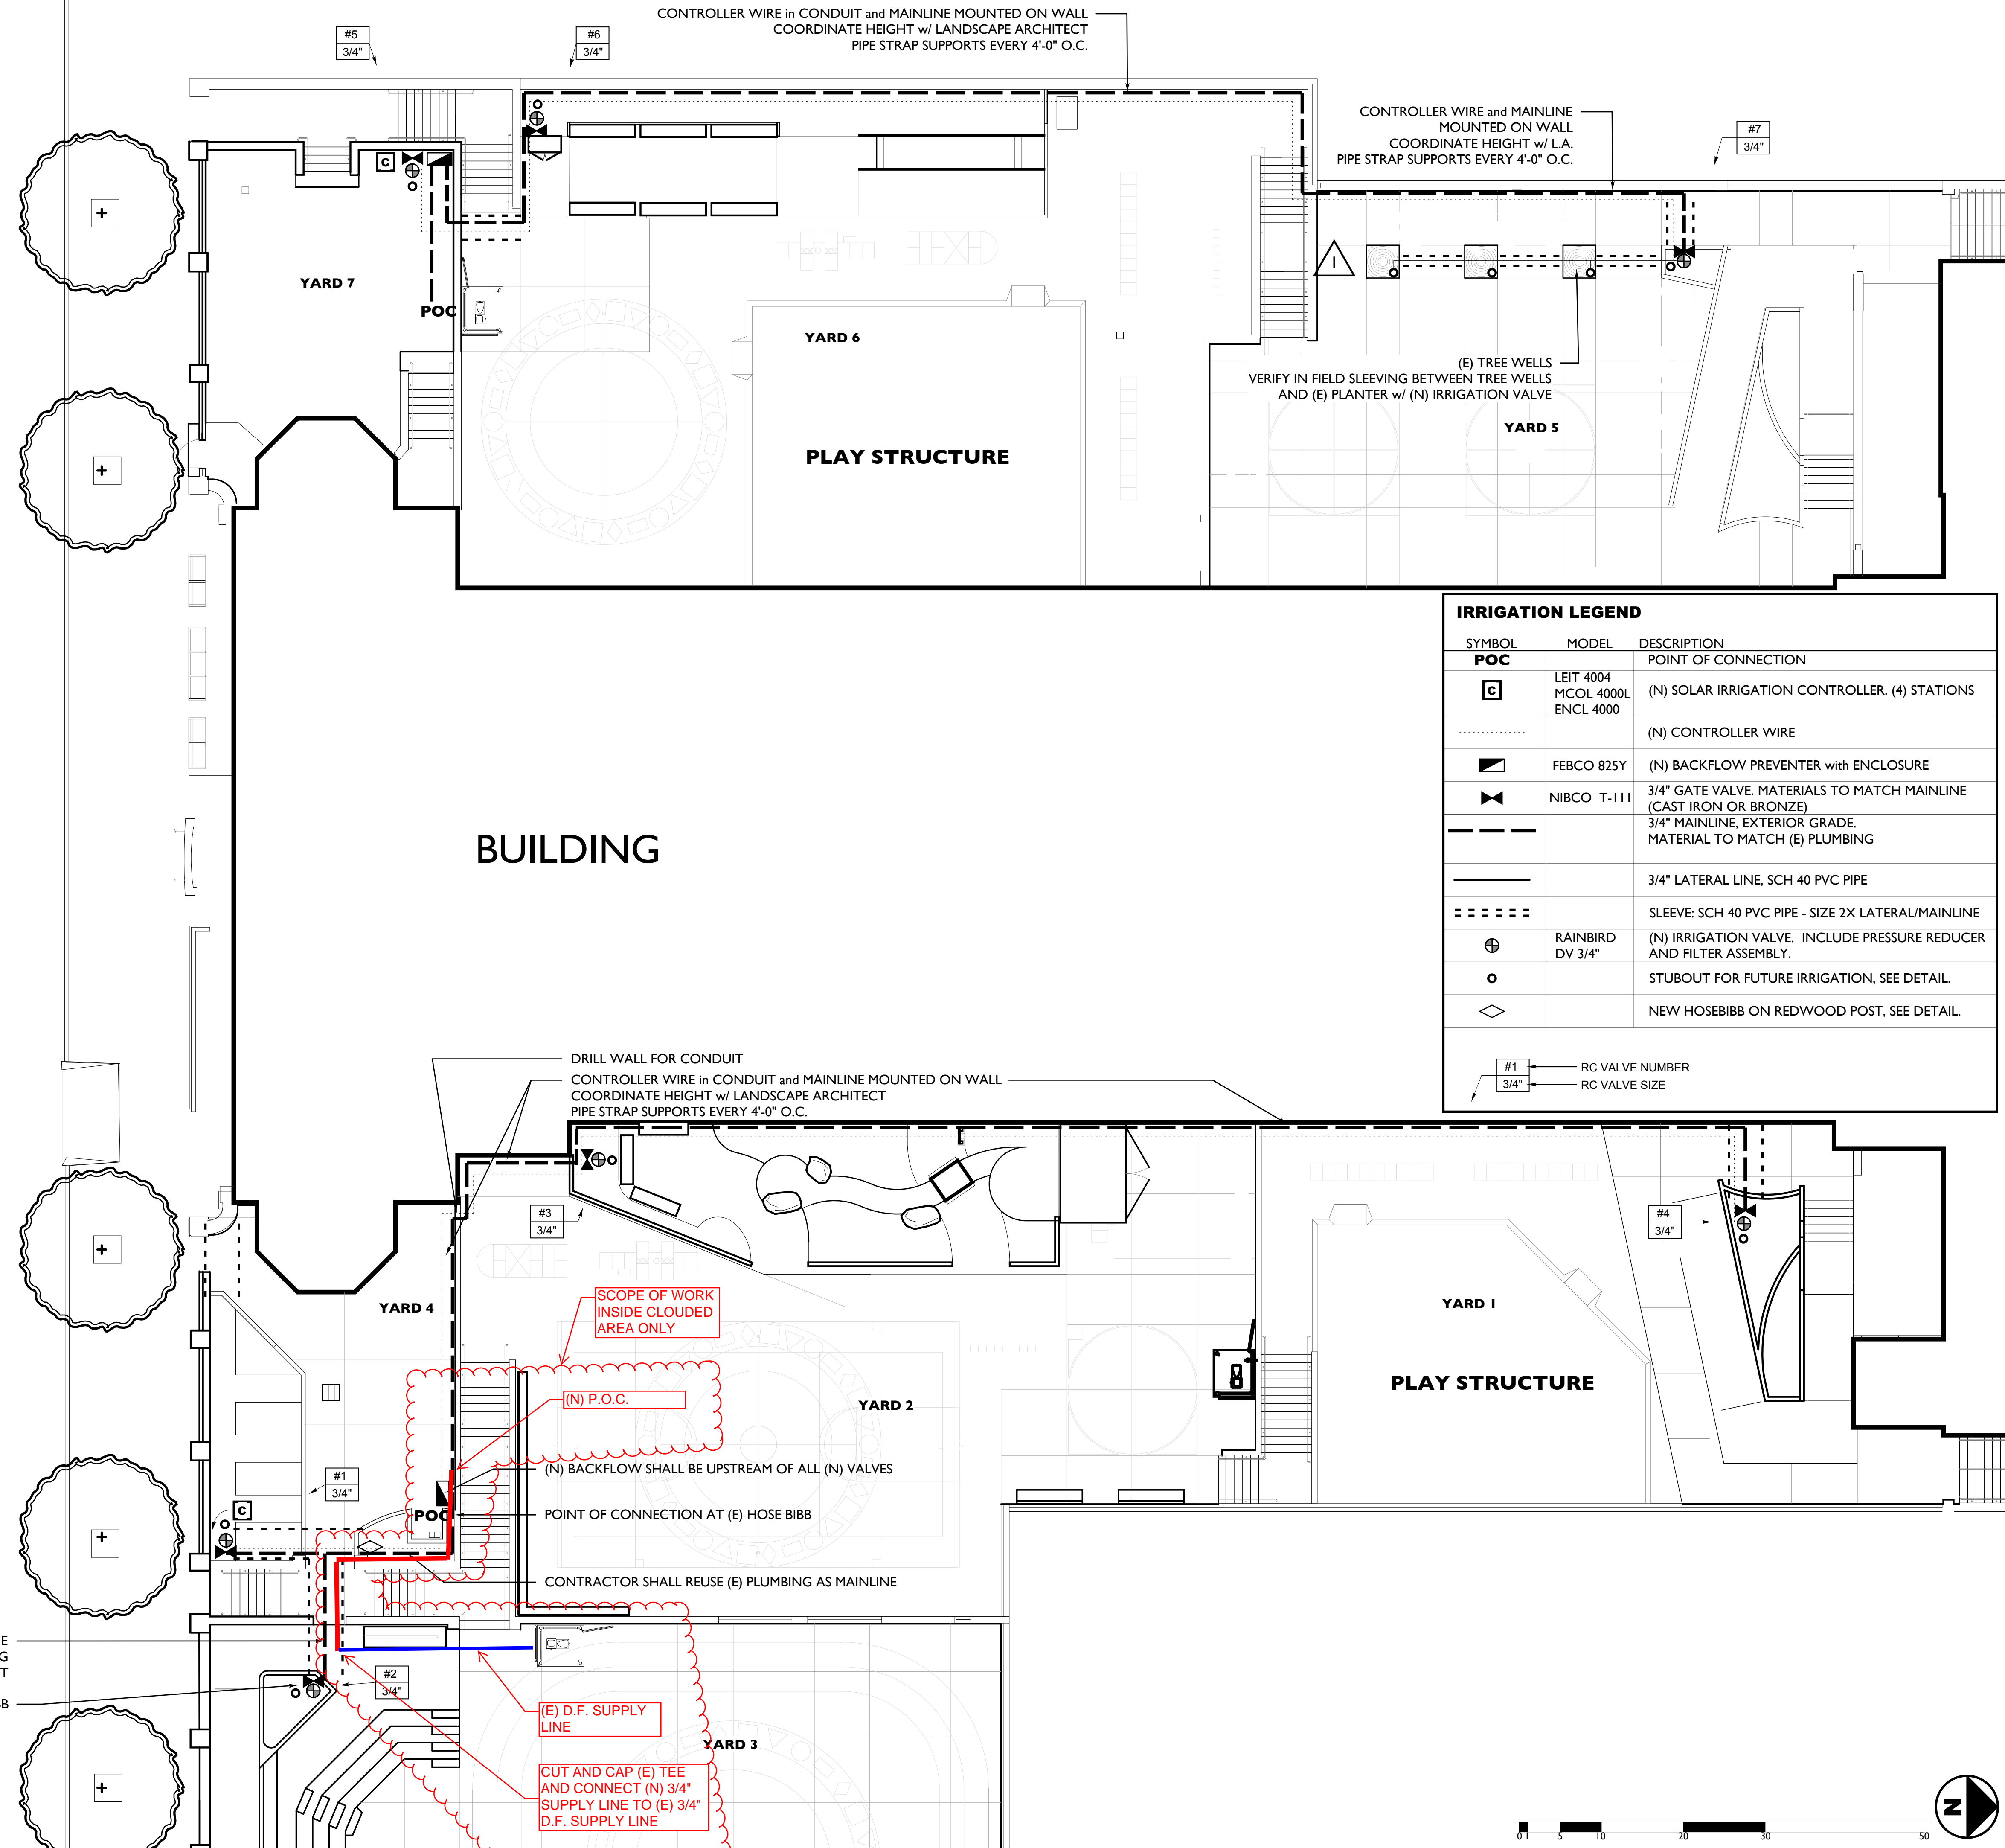 CONTROLLER WIRE in CONDUIT and MAINLINE MOUNTED ON WALL
COORDINATE HEIGHT w/ LANDSCAPE ARCHITECT
PIPE STRAP SUPPORTS EVERY 4'-0" O.C.
#5
3/4"
#6
3/4"
CONTROLLER WIRE and MAINLINE
MOUNTED ON WALL
COORDINATE HEIGHT w/ L.A.
PIPE STRAP SUPPORTS EVERY 4'-0" O.C.
#7
3/4"
C
YARD 7
POC
YARD 6
PLAY STRUCTURE
1
(E) TREE WELLS
VERIFY IN FIELD SLEEVING BETWEEN TREE WELLS
AND (E) PLANTER w/ (N) IRRIGATION VALVE
YARD 5
BUILDING
IRRIGATION LEGEND
SYMBOL MODEL DESCRIPTION
POC POINT OF CONNECTION
C
LEIT 4004
MCOL 4000L
ENCL 4000
(N) SOLAR IRRIGATION CONTROLLER. (4) STATIONS
(N) CONTROLLER WIRE
FEBCO 825Y (N) BACKFLOW PREVENTER with ENCLOSURE
NIBCO T-111
3/4" GATE VALVE. MATERIALS TO MATCH MAINLINE
(CAST IRON OR BRONZE)
3/4" MAINLINE, EXTERIOR GRADE.
MATERIAL TO MATCH (E) PLUMBING
3/4" LATERAL LINE, SCH 40 PVC PIPE
SLEEVE: SCH 40 PVC PIPE - SIZE 2X LATERAL/MAINLINE
RAINBIRD
DV 3/4"
(N) IRRIGATION VALVE. INCLUDE PRESSURE REDUCER
AND FILTER ASSEMBLY.
STUBOUT FOR FUTURE IRRIGATION, SEE DETAIL.
NEW HOSEBIBB ON REDWOOD POST, SEE DETAIL.
#1 RC VALVE NUMBER
3/4" RC VALVE SIZE
DRILL WALL FOR CONDUIT
CONTROLLER WIRE in CONDUIT and MAINLINE MOUNTED ON WALL
COORDINATE HEIGHT w/ LANDSCAPE ARCHITECT
PIPE STRAP SUPPORTS EVERY 4'-0" O.C.
#3
3/4"
#4
3/4"
YARD 4
SCOPE OF WORK
INSIDE CLOUDED
AREA ONLY
YARD 1
PLAY STRUCTURE
(N) P.O.C.
YARD 2
(N) BACKFLOW SHALL BE UPSTREAM OF ALL (N) VALVES
#1
3/4"
C
POC
POINT OF CONNECTION AT (E) HOSE BIBB
CONTRACTOR SHALL REUSE (E) PLUMBING AS MAINLINE
E
G
T
#2
3/4"
(E) D.F. SUPPLY
LINE
YARD 3
CUT AND CAP (E) TEE
AND CONNECT (N) 3/4"
SUPPLY LINE TO (E) 3/4"
D.F. SUPPLY LINE
N
0 1 5 10 20 30 50